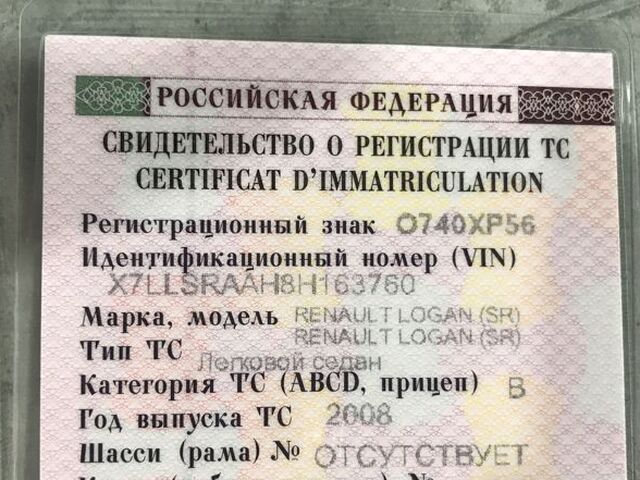 РОССИЙСКАЯ ФЕДЕРАЦИЯ
СВИДЕТЕЛЬСТВО О РЕГИСТРАЦИИ ТС
CERTIFICAT D'IMMATRICULATION
Регистрационный знак О740ХР56
Идентификационный номер (VIN)
X7LLSRAAH8H163760
Марка, модель RENAULT LOGAN (SR)
RENAULT LOGAN (SR)
Тип ТС Легковой седан
Категория ТС (ABCD, прицеп) В
Год выпуска ТС 2008
Шасси (рама) № ОТСУТСТВУЕТ